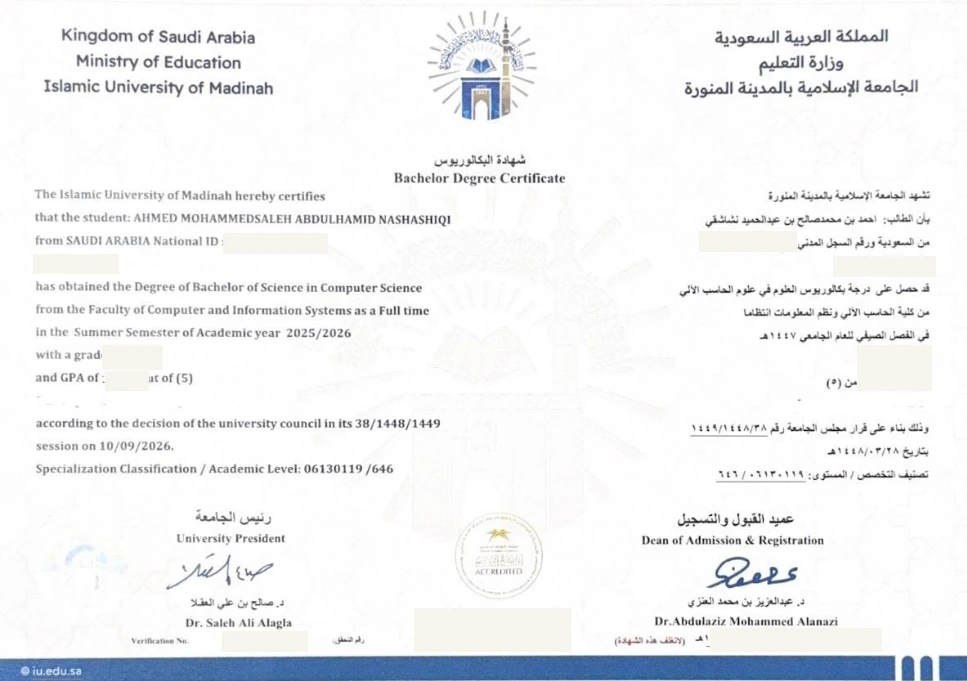 Kingdom of Saudi Arabia
Ministry of Education
Islamic University of Madinah
المملكة العربية السعودية
وزارة التعليم
الجامعة الإسلامية بالمدينة المنورة
شهادة البكالوريوس
Bachelor Degree Certificate
The Islamic University of Madinah hereby certifies
that the student: AHMED MOHAMMEDSALEH ABDULHAMID NASHASHIQI
from SAUDI ARABIA National ID :
has obtained the Degree of Bachelor of Science in Computer Science
from the Faculty of Computer and Information Systems as a Full time
in the Summer Semester of Academic year 2025/2026
with a grad
and GPA of : ut of (5)
according to the decision of the university council in its 38/1448/1449
session on 10/09/2026.
Specialization Classification / Academic Level: 06130119 /646
تشهد الجامعة الإسلامية بالمدينة المنورة
بأن الطالب: احمد بن محمدصالح بن عبدالحميد نشاشقي
من السعودية ورقم السجل المدني
قد حصل على درجة بكالوريوس العلوم في علوم الحاسب الآلي
من كلية الحاسب الآلي ونظم المعلومات انتظاما
في الفصل الصيفي للعام الجامعي ١٤٤٧هـ
من (٥)
وذلك بناء على قرار مجلس الجامعة رقم ١٤٤٩/١٤٤٨/٣٨
بتاريخ ١٤٤٨/٠٣/٢٨هـ
تصنيف التخصص / المستوى: ٠٦١٣٠١١٩ / ٦٤٦
رئيس الجامعة
University President
د. صالح بن علي العقلا
Dr. Saleh Ali Alagla
Verification No.
رقم التحقق:
ACCREDITED
عميد القبول والتسجيل
Dean of Admission & Registration
د. عبدالعزيز بن محمد العنزي
Dr.Abdulaziz Mohammed Alanazi
(لاتغلف هذه الشهادة)
١هـ
iu.edu.sa